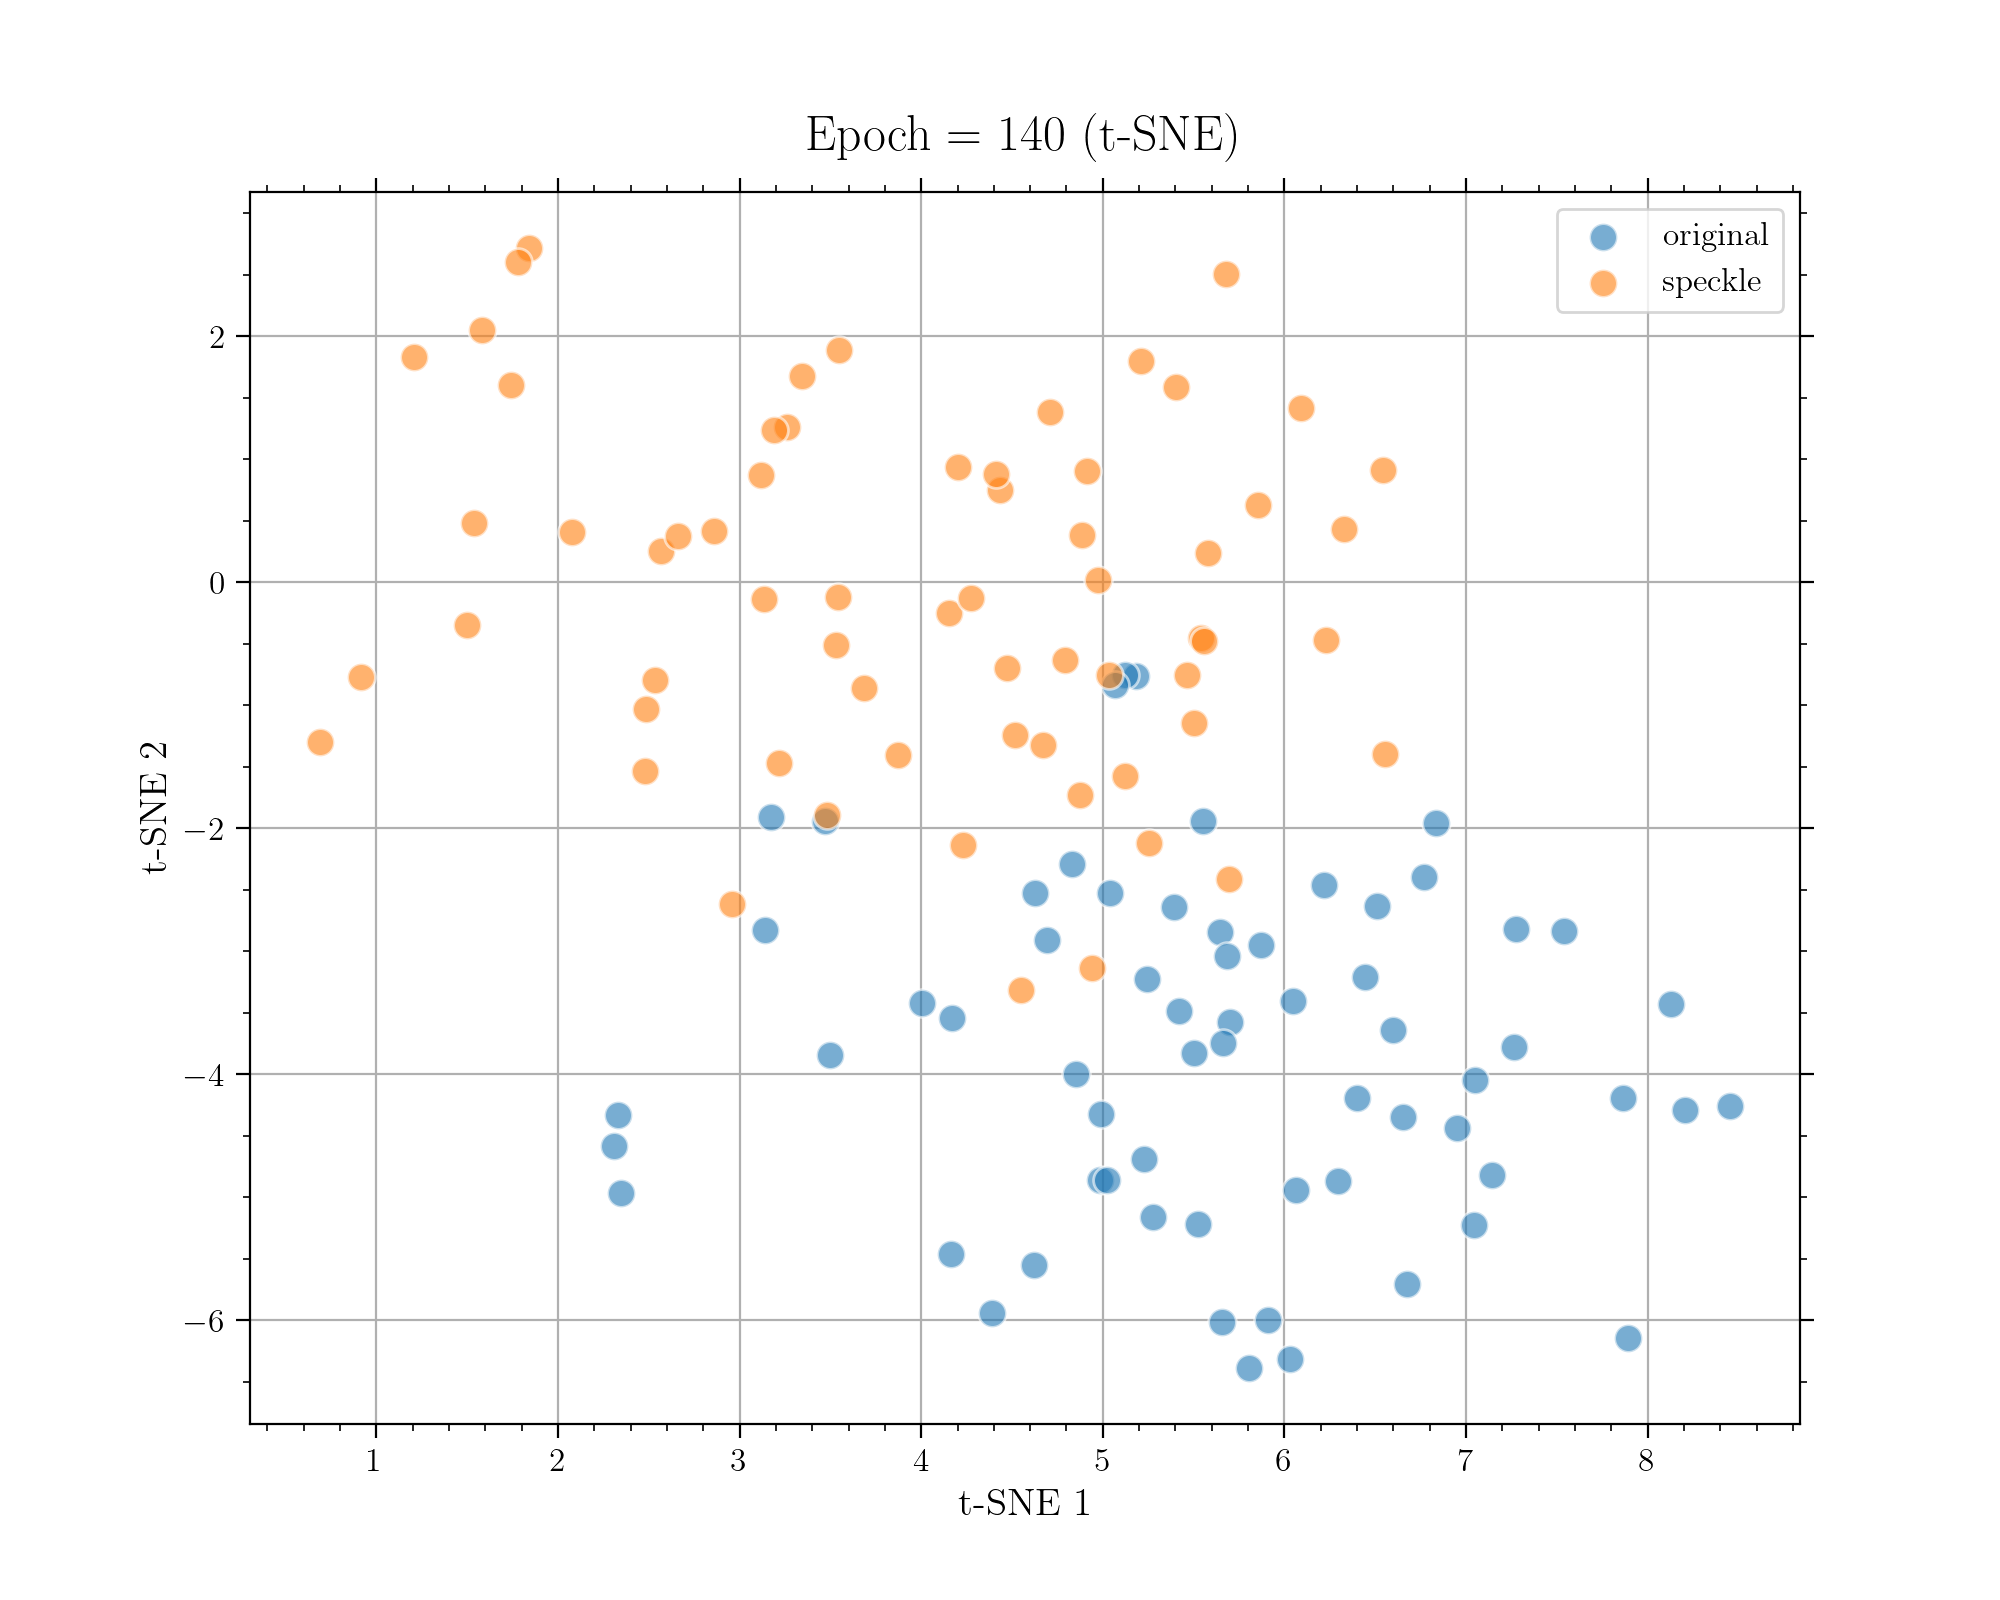 Epoch = 140 (t-SNE)
original
speckle
2
0
−2
−4
−6
t-SNE 2
1 2 3 4 5 6 7 8
t-SNE 1